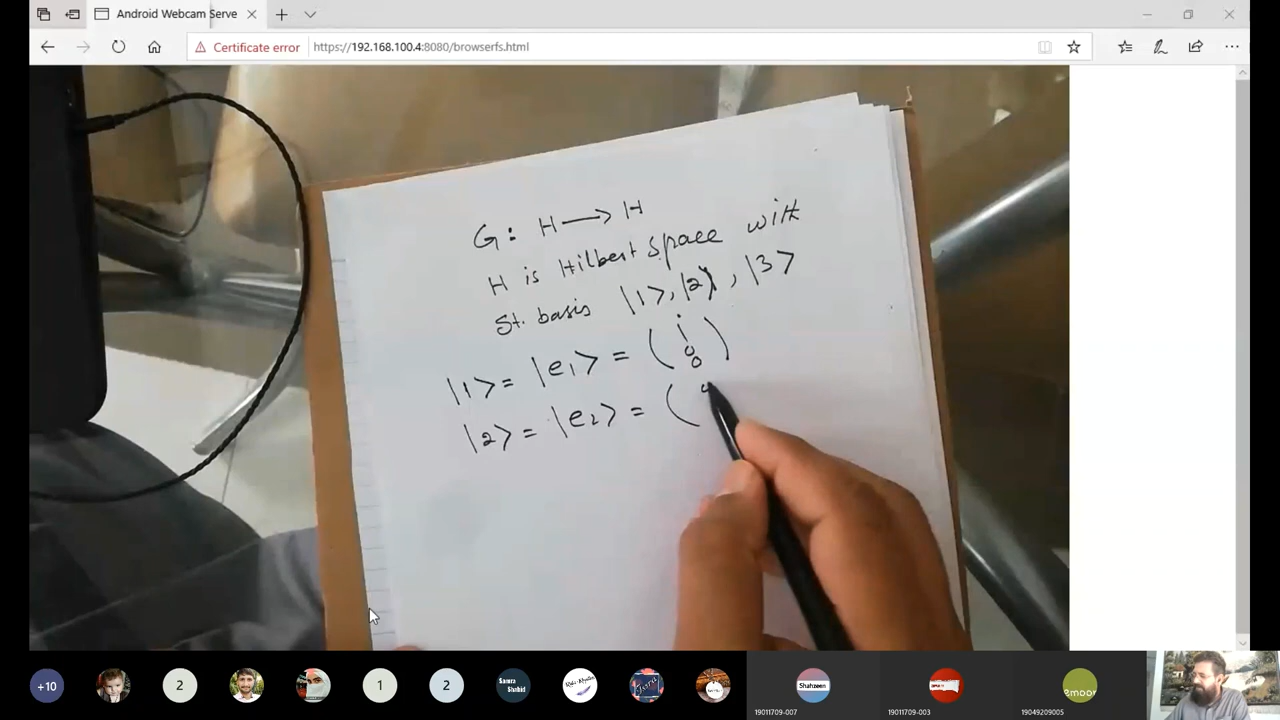 Android Webcam Serve
Certificate error
https://192.168.100.4:8080/browserfs.html
G: H → H
H is Hilbert space with
St. basis |1>, |2>, |3>
|1> = |e₁> = ( 1 0 0 )
|2> = |e₂> = ( 0
+10
2
1
2
Samra Shahid
Shahzeen
19011709-007
19011709-003
19049209005